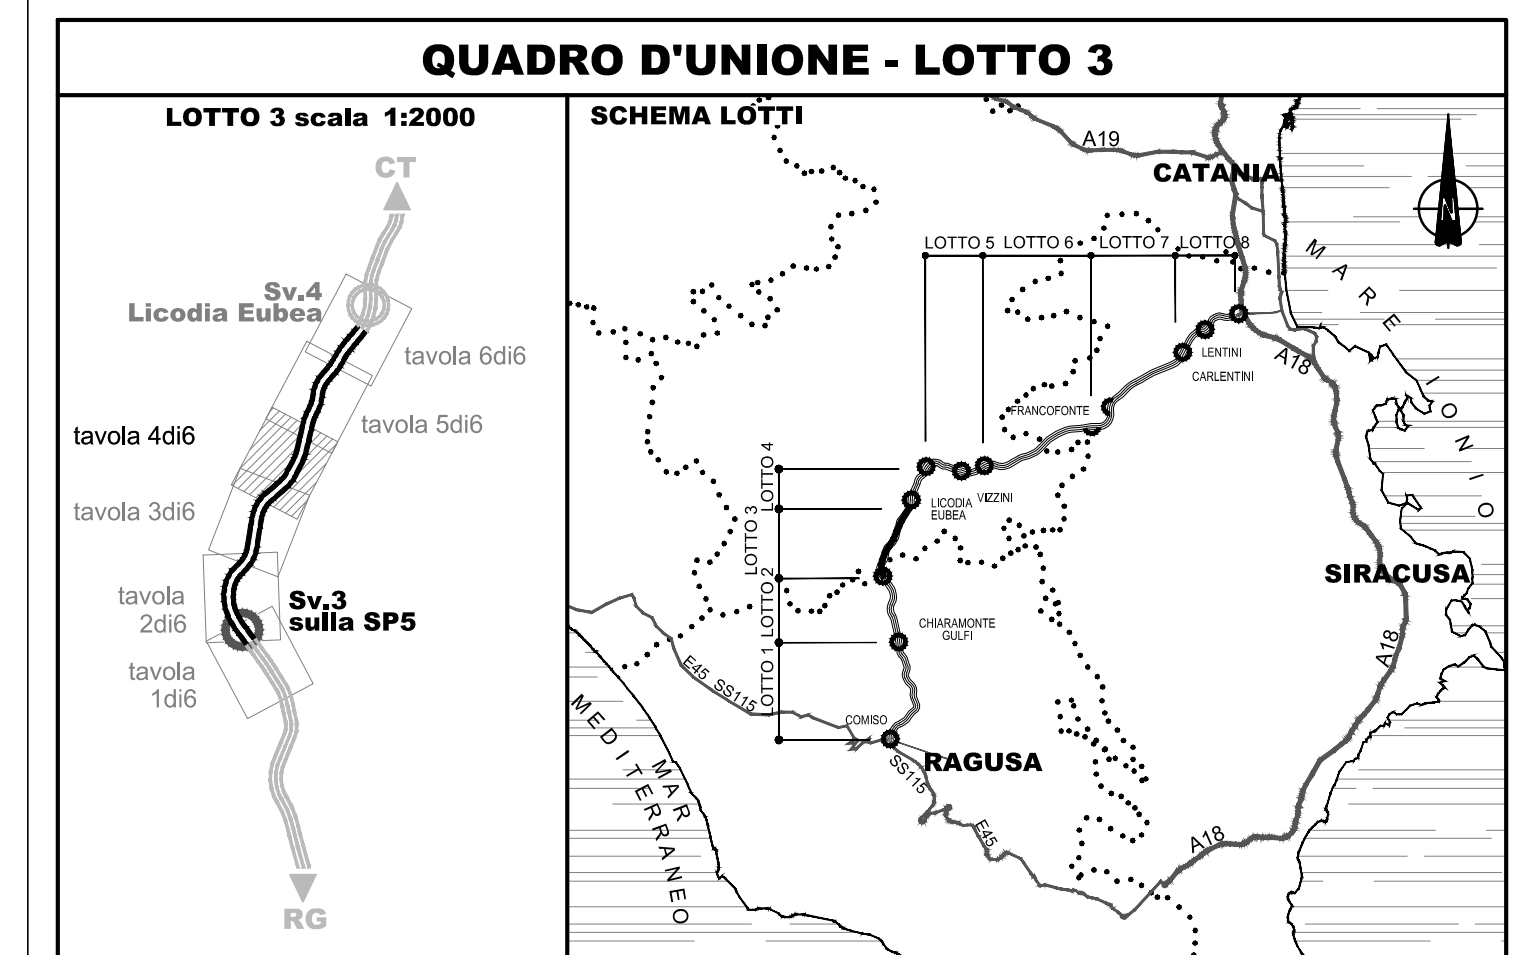 QUADRO D'UNIONE - LOTTO 3
LOTTO 3 scala 1:2000
CT
Sv.4
Licodia Eubea
tavola 6di6
tavola 5di6
tavola 4di6
tavola 3di6
tavola
2di6
Sv.3
sulla SP5
tavola
1di6
RG
SCHEMA LOTTI
A19
CATANIA
N
LOTTO 5
LOTTO 6
LOTTO 7
LOTTO 8
MARE
IONIO
LENTINI
CARLENTINI
A18
FRANCOFONTE
LOTTO 4
LOTTO 3
LOTTO 2
LOTTO 1
LICODIA
EUBEA
VIZZINI
SIRACUSA
CHIARAMONTE
GULFI
A18
E45
SS115
COMISO
RAGUSA
SS115
E45
A18
MAR
MEDITERRANEO